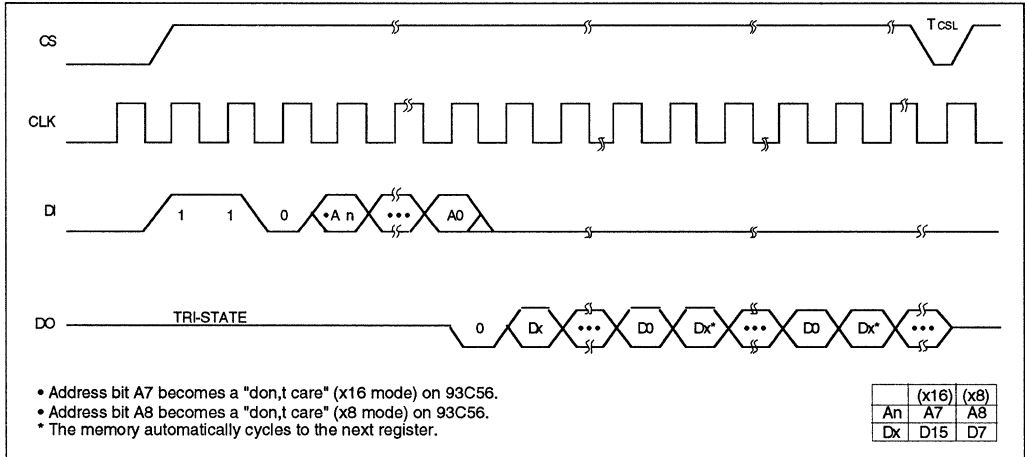 CS
TCSL
CLK
DI
1 1 0 •A n ••• A0
DO
TRI-STATE
0 Dx ••• D0 Dx* ••• D0 Dx* •••
• Address bit A7 becomes a "don,t care" (x16 mode) on 93C56.
• Address bit A8 becomes a "don,t care" (x8 mode) on 93C56.
* The memory automatically cycles to the next register.
(x16) (x8)
An A7 A8
Dx D15 D7